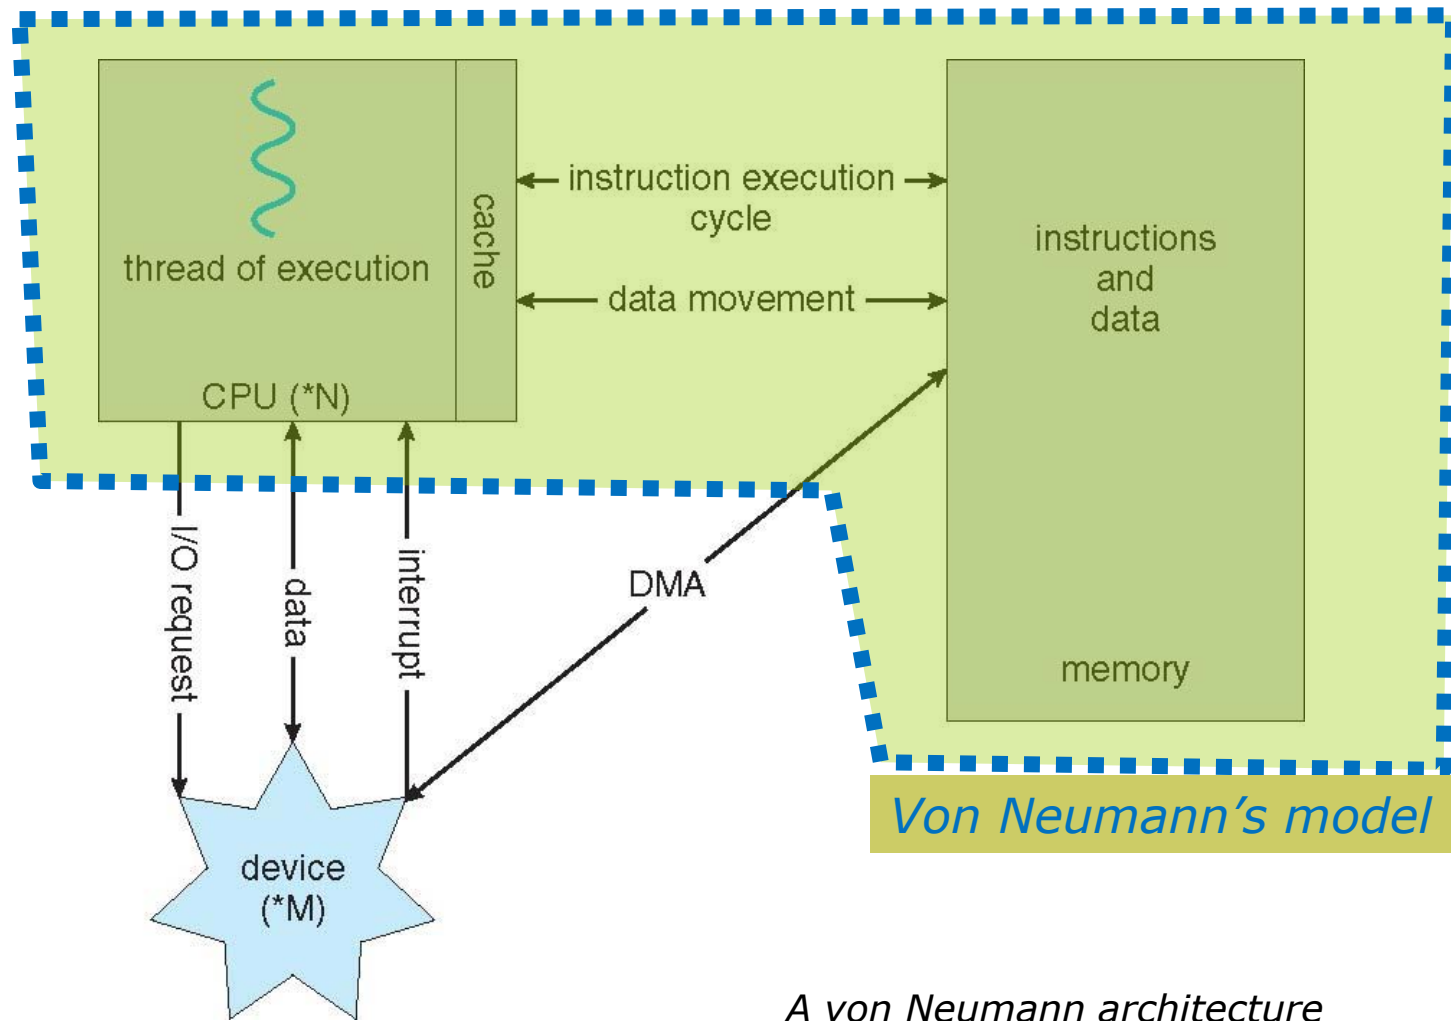 thread of execution
cache
CPU (*N)
instruction execution
cycle
data movement
instructions
and
data
memory
I/O request
data
interrupt
DMA
device
(*M)
Von Neumann’s model
A von Neumann architecture